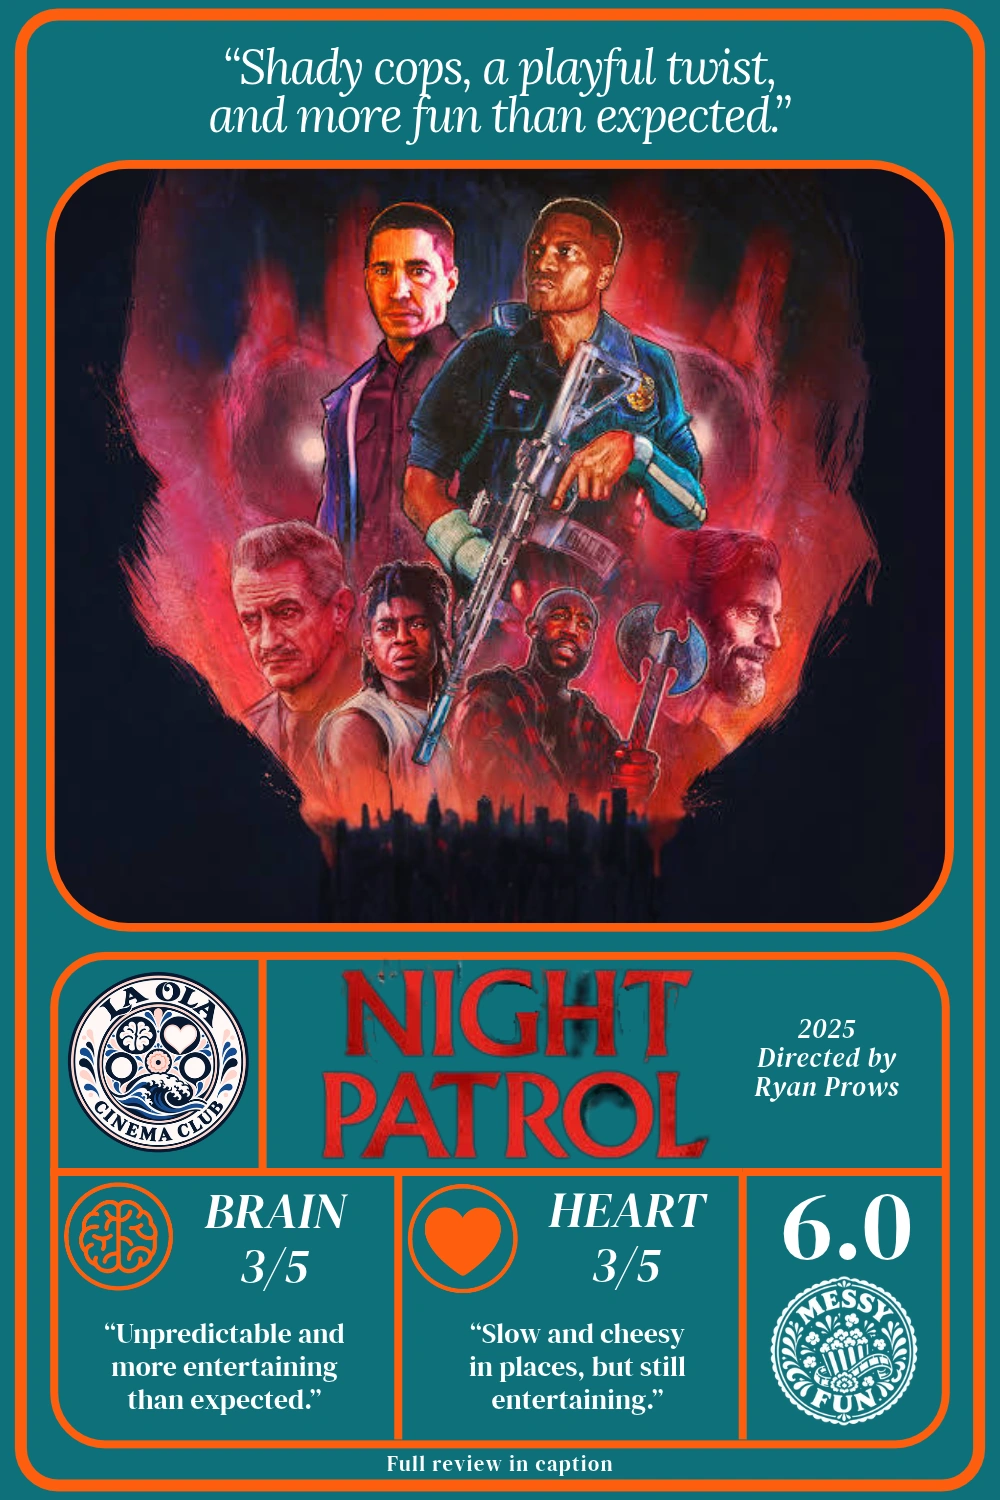 “Shady cops, a playful twist,
and more fun than expected.”
LA OLA
CINEMA CLUB
NIGHT
PATROL
2025
Directed by
Ryan Prows
BRAIN
3/5
“Unpredictable and
more entertaining
than expected.”
HEART
3/5
“Slow and cheesy
in places, but still
entertaining.”
6.0
MESSY
FUN
Full review in caption